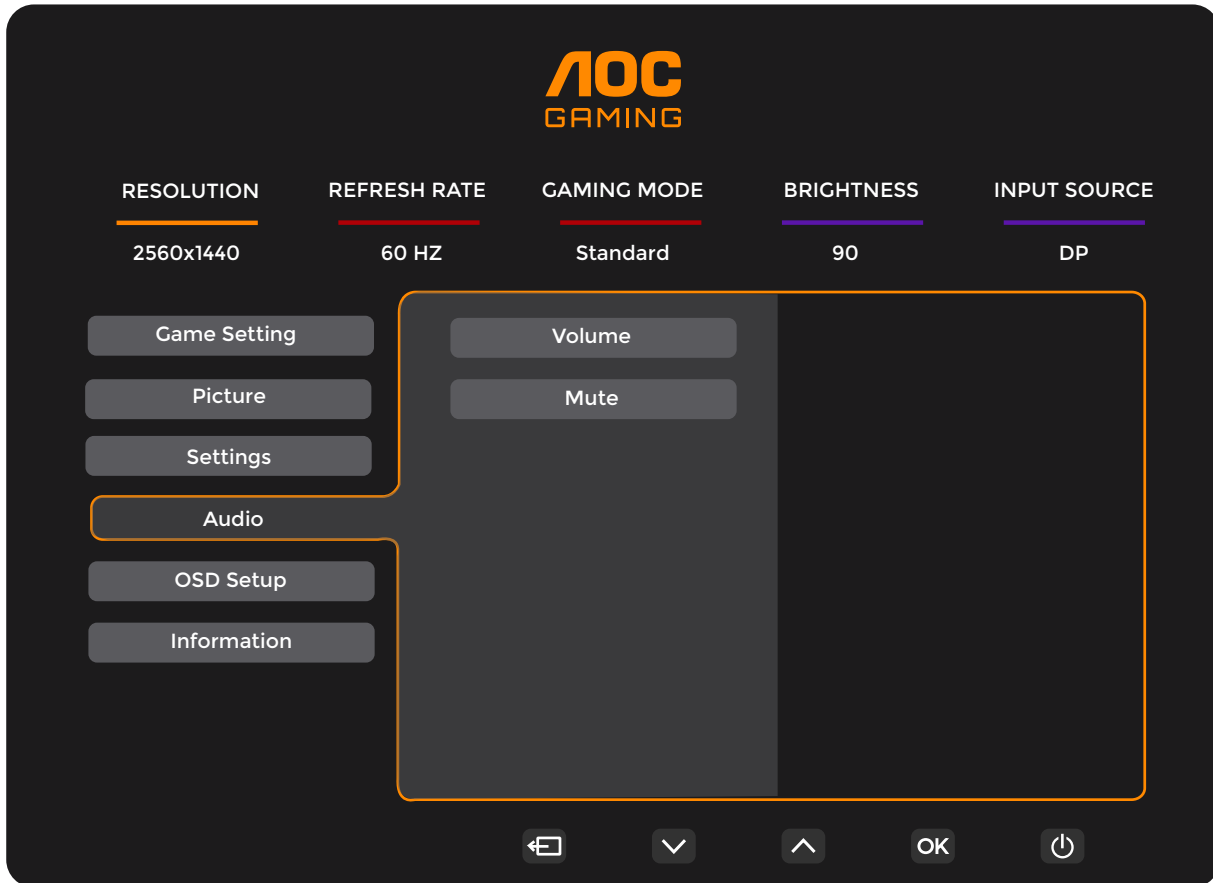 AOC
GAMING
RESOLUTION REFRESH RATE GAMING MODE BRIGHTNESS INPUT SOURCE
2560x1440 60 HZ Standard 90 DP
Game Setting Volume
Picture Mute
Settings
Audio
OSD Setup
Information
OK